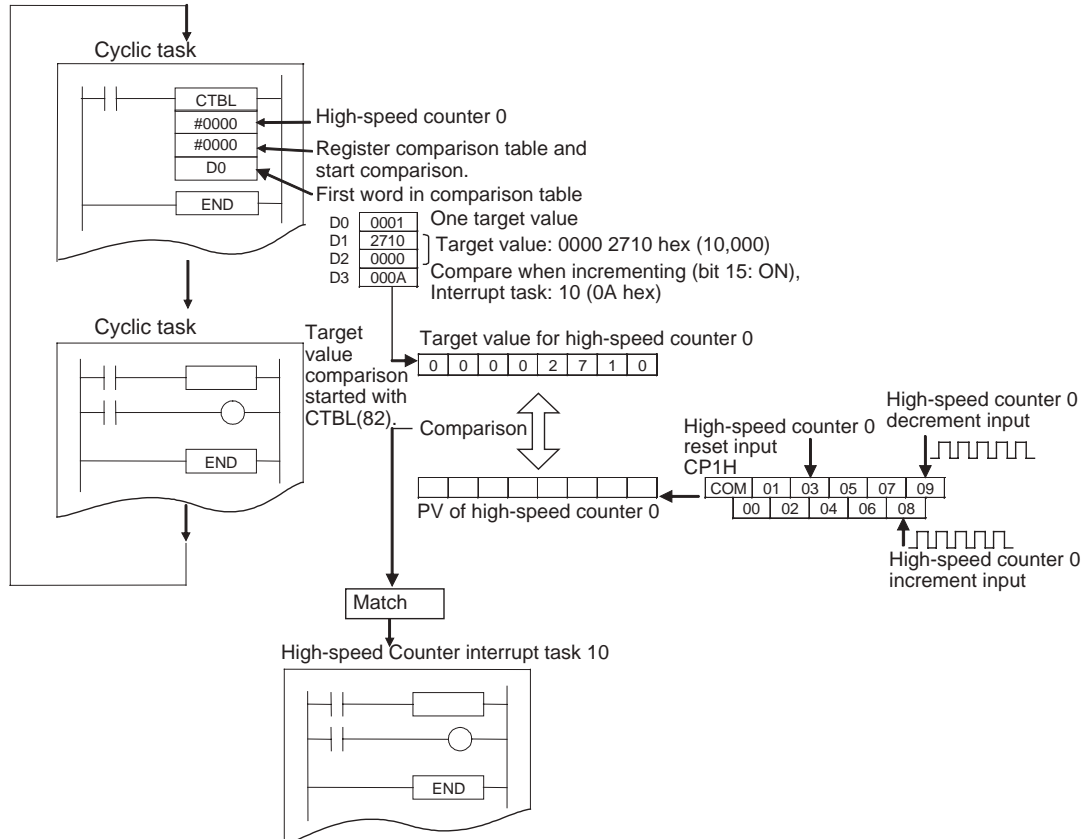 Cyclic task
CTBL
#0000
#0000
D0
END
High-speed counter 0
Register comparison table and
start comparison.
First word in comparison table
D0 0001 One target value
D1 2710
D2 0000
Target value: 0000 2710 hex (10,000)
D3 000A
Compare when incrementing (bit 15: ON),
Interrupt task: 10 (0A hex)
Cyclic task
END
Target
value
comparison
started with
CTBL(82).
Target value for high-speed counter 0
0 0 0 0 2 7 1 0
Comparison
PV of high-speed counter 0
High-speed counter 0
reset input
CP1H
High-speed counter 0
decrement input
COM 01 03 05 07 09
00 02 04 06 08
High-speed counter 0
increment input
Match
High-speed Counter interrupt task 10
END